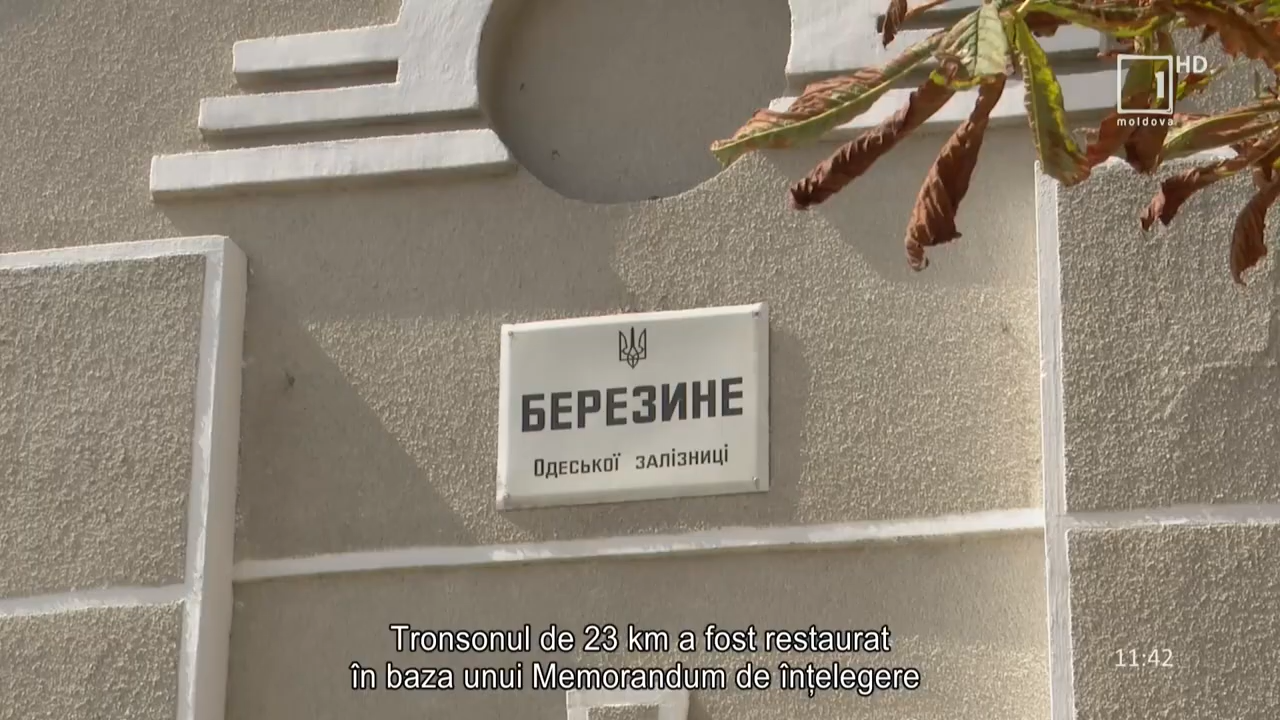 HD
1
moldova
БЕРЕЗИНЕ
Одеської залізниці
Tronsonul de 23 km a fost restaurat
în baza unui Memorandum de înțelegere
11:42